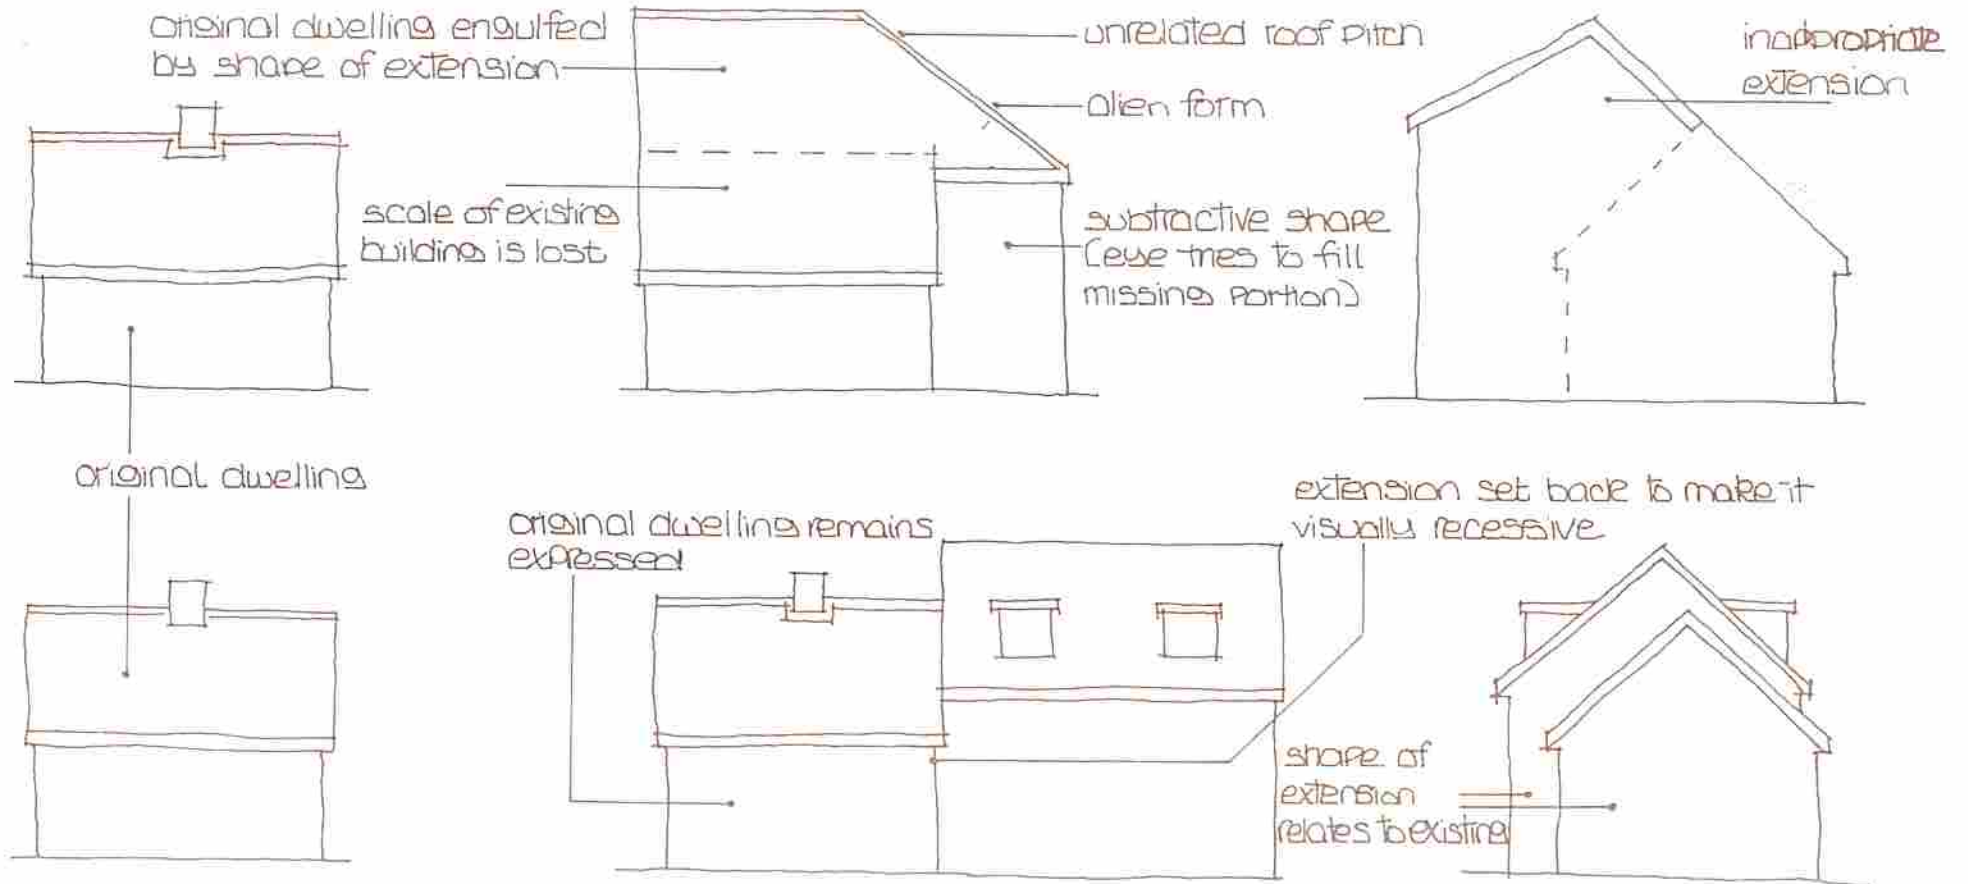 original dwelling engulfed
by shape of extension
unrelated roof pitch
alien form
inappropriate
extension
scale of existing
building is lost
subtractive shape
(eye tries to fill
missing portion)
original dwelling
original dwelling remains
expressed
extension set back to make it
visually recessive
shape of
extension
relates to existing